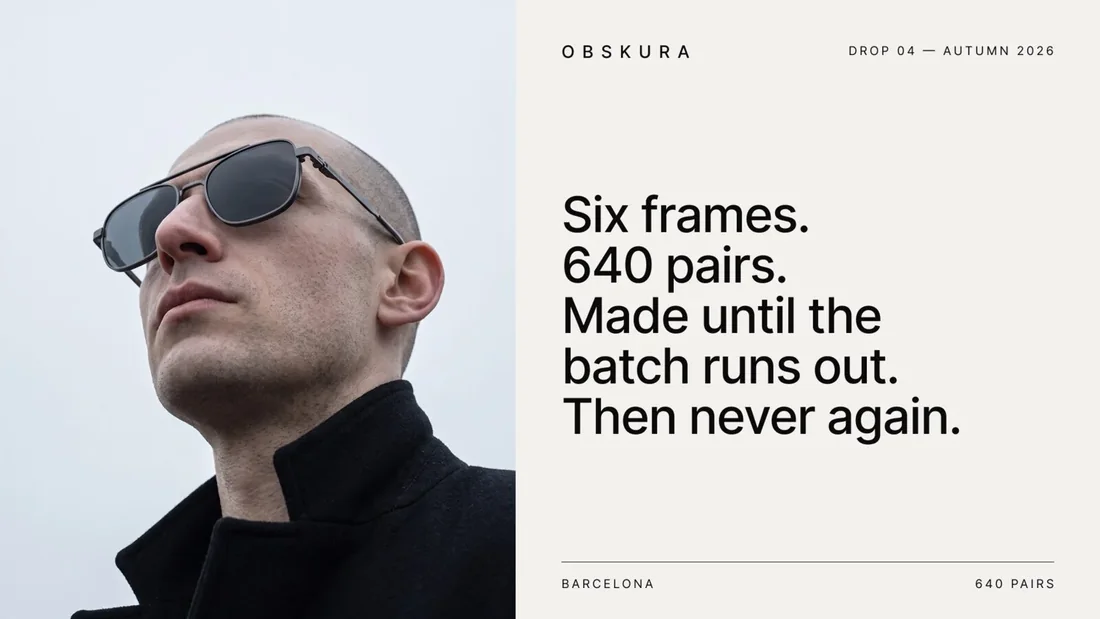 OBSKURA
DROP 04 — AUTUMN 2026
Six frames.
640 pairs.
Made until the
batch runs out.
Then never again.
BARCELONA
640 PAIRS